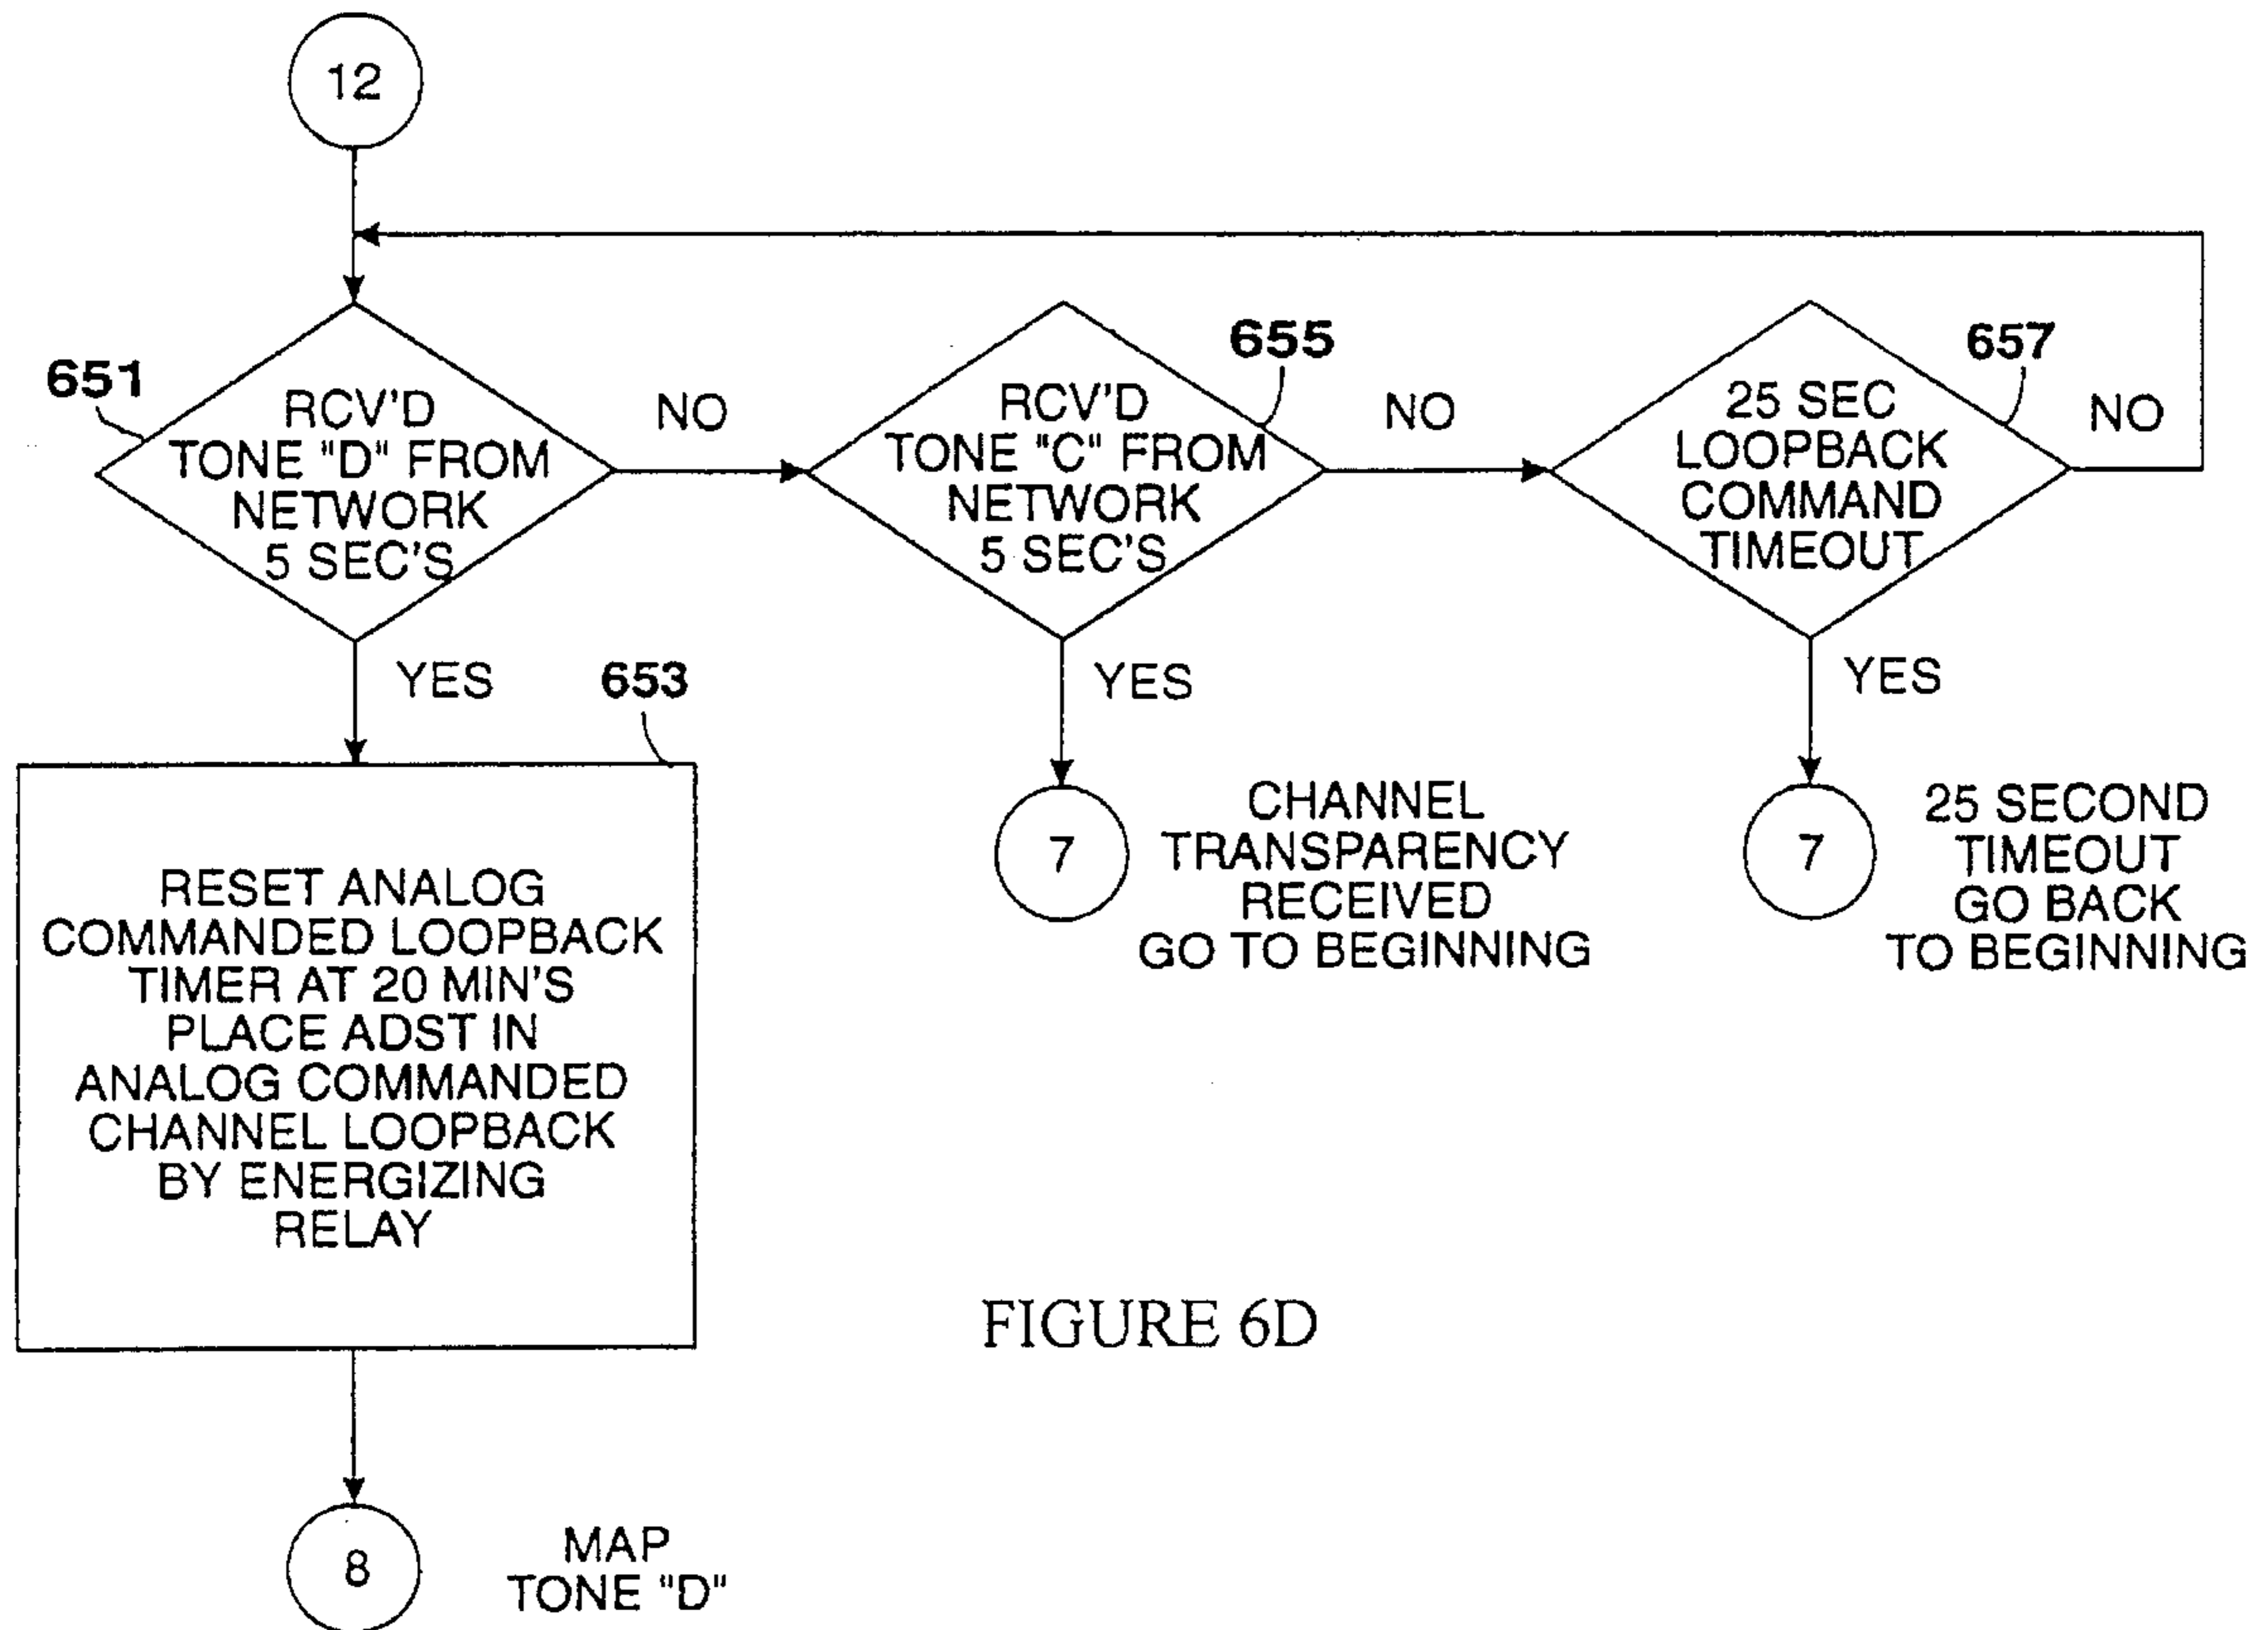 12
651
RCV'D
TONE "D" FROM
NETWORK
5 SEC'S
NO
655
RCV'D
TONE "C" FROM
NETWORK
5 SEC'S
NO
657
25 SEC
LOOPBACK
COMMAND
TIMEOUT
NO
YES
653
YES
YES
RESET ANALOG
COMMANDED LOOPBACK
TIMER AT 20 MIN'S
PLACE ADST IN
ANALOG COMMANDED
CHANNEL LOOPBACK
BY ENERGIZING
RELAY
7
CHANNEL
TRANSPARENCY
RECEIVED
GO TO BEGINNING
7
25 SECOND
TIMEOUT
GO BACK
TO BEGINNING
FIGURE 6D
8
MAP
TONE "D"